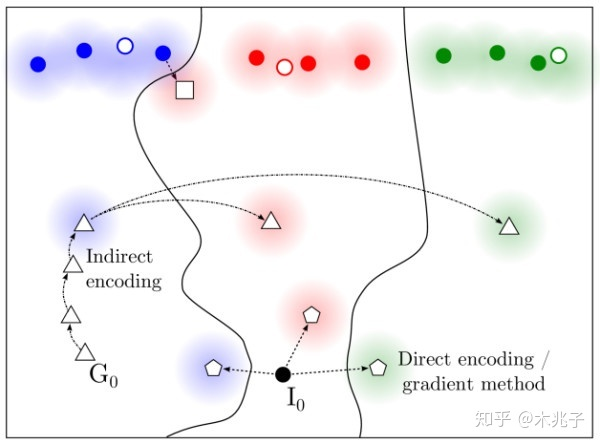 Indirect
encoding
G₀
Direct encoding /
gradient method
I₀
知乎 @木兆子